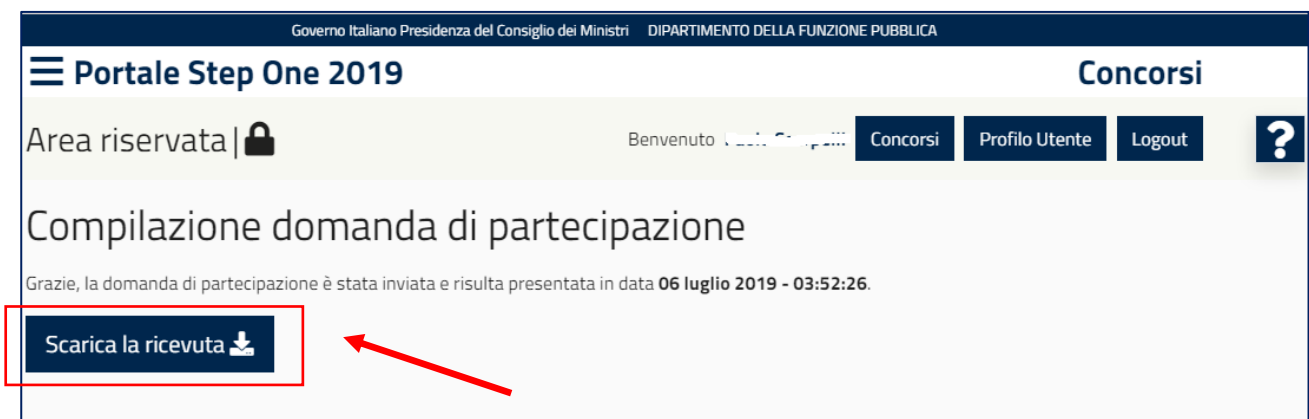 Governo Italiano Presidenza del Consiglio dei Ministri DIPARTIMENTO DELLA FUNZIONE PUBBLICA
Portale Step One 2019 Concorsi
Area riservata | Benvenuto Concorsi Profilo Utente Logout ?
Compilazione domanda di partecipazione
Grazie, la domanda di partecipazione è stata inviata e risulta presentata in data 06 luglio 2019 - 03:52:26.
Scarica la ricevuta